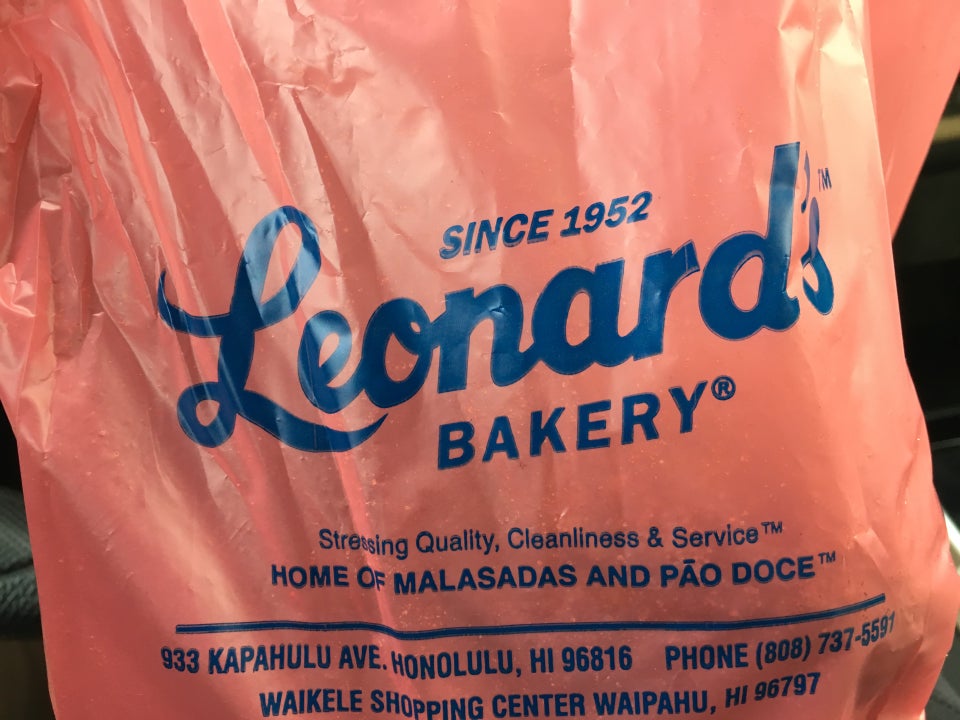 SINCE 1952
Leonard's™
BAKERY®
Stressing Quality, Cleanliness & Service™
HOME OF MALASADAS AND PÃO DOCE™
933 KAPAHULU AVE. HONOLULU, HI 96816 PHONE (808) 737-5591
WAIKELE SHOPPING CENTER WAIPAHU, HI 96797